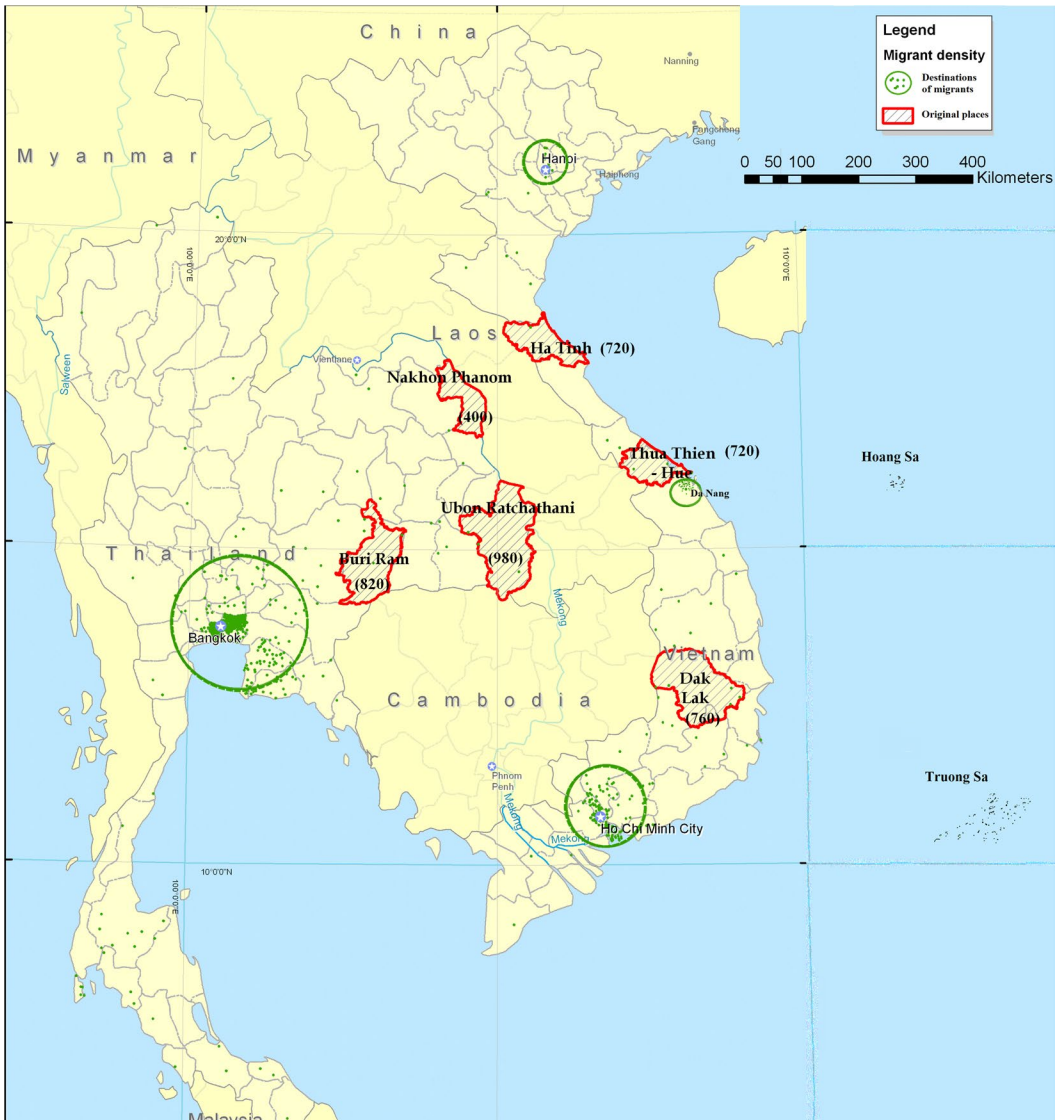 China
Legend
Migrant density
Destinations
of migrants
Original places
Nanning
Fangcheng
Gang
Myanmar
Hanoi
Haiphong
0 50 100 200 300 400
Kilometers
20°0'0"N
100°0'0"E
110°0'0"E
Laos
Ha Tinh (720)
Salween
Vientiane
Nakhon Phanom
(400)
Thua Thien (720)
- Hue
Hoang Sa
Da Nang
Ubon Ratchathani
Thailand
Buri Ram
(820)
(980)
Mekong
Bangkok
Vietnam
Dak
Lak
(760)
Cambodia
Phnom
Penh
Truong Sa
Mekong
Ho Chi Minh City
Mekong
10°0'0"N
100°0'0"E
Malaysia